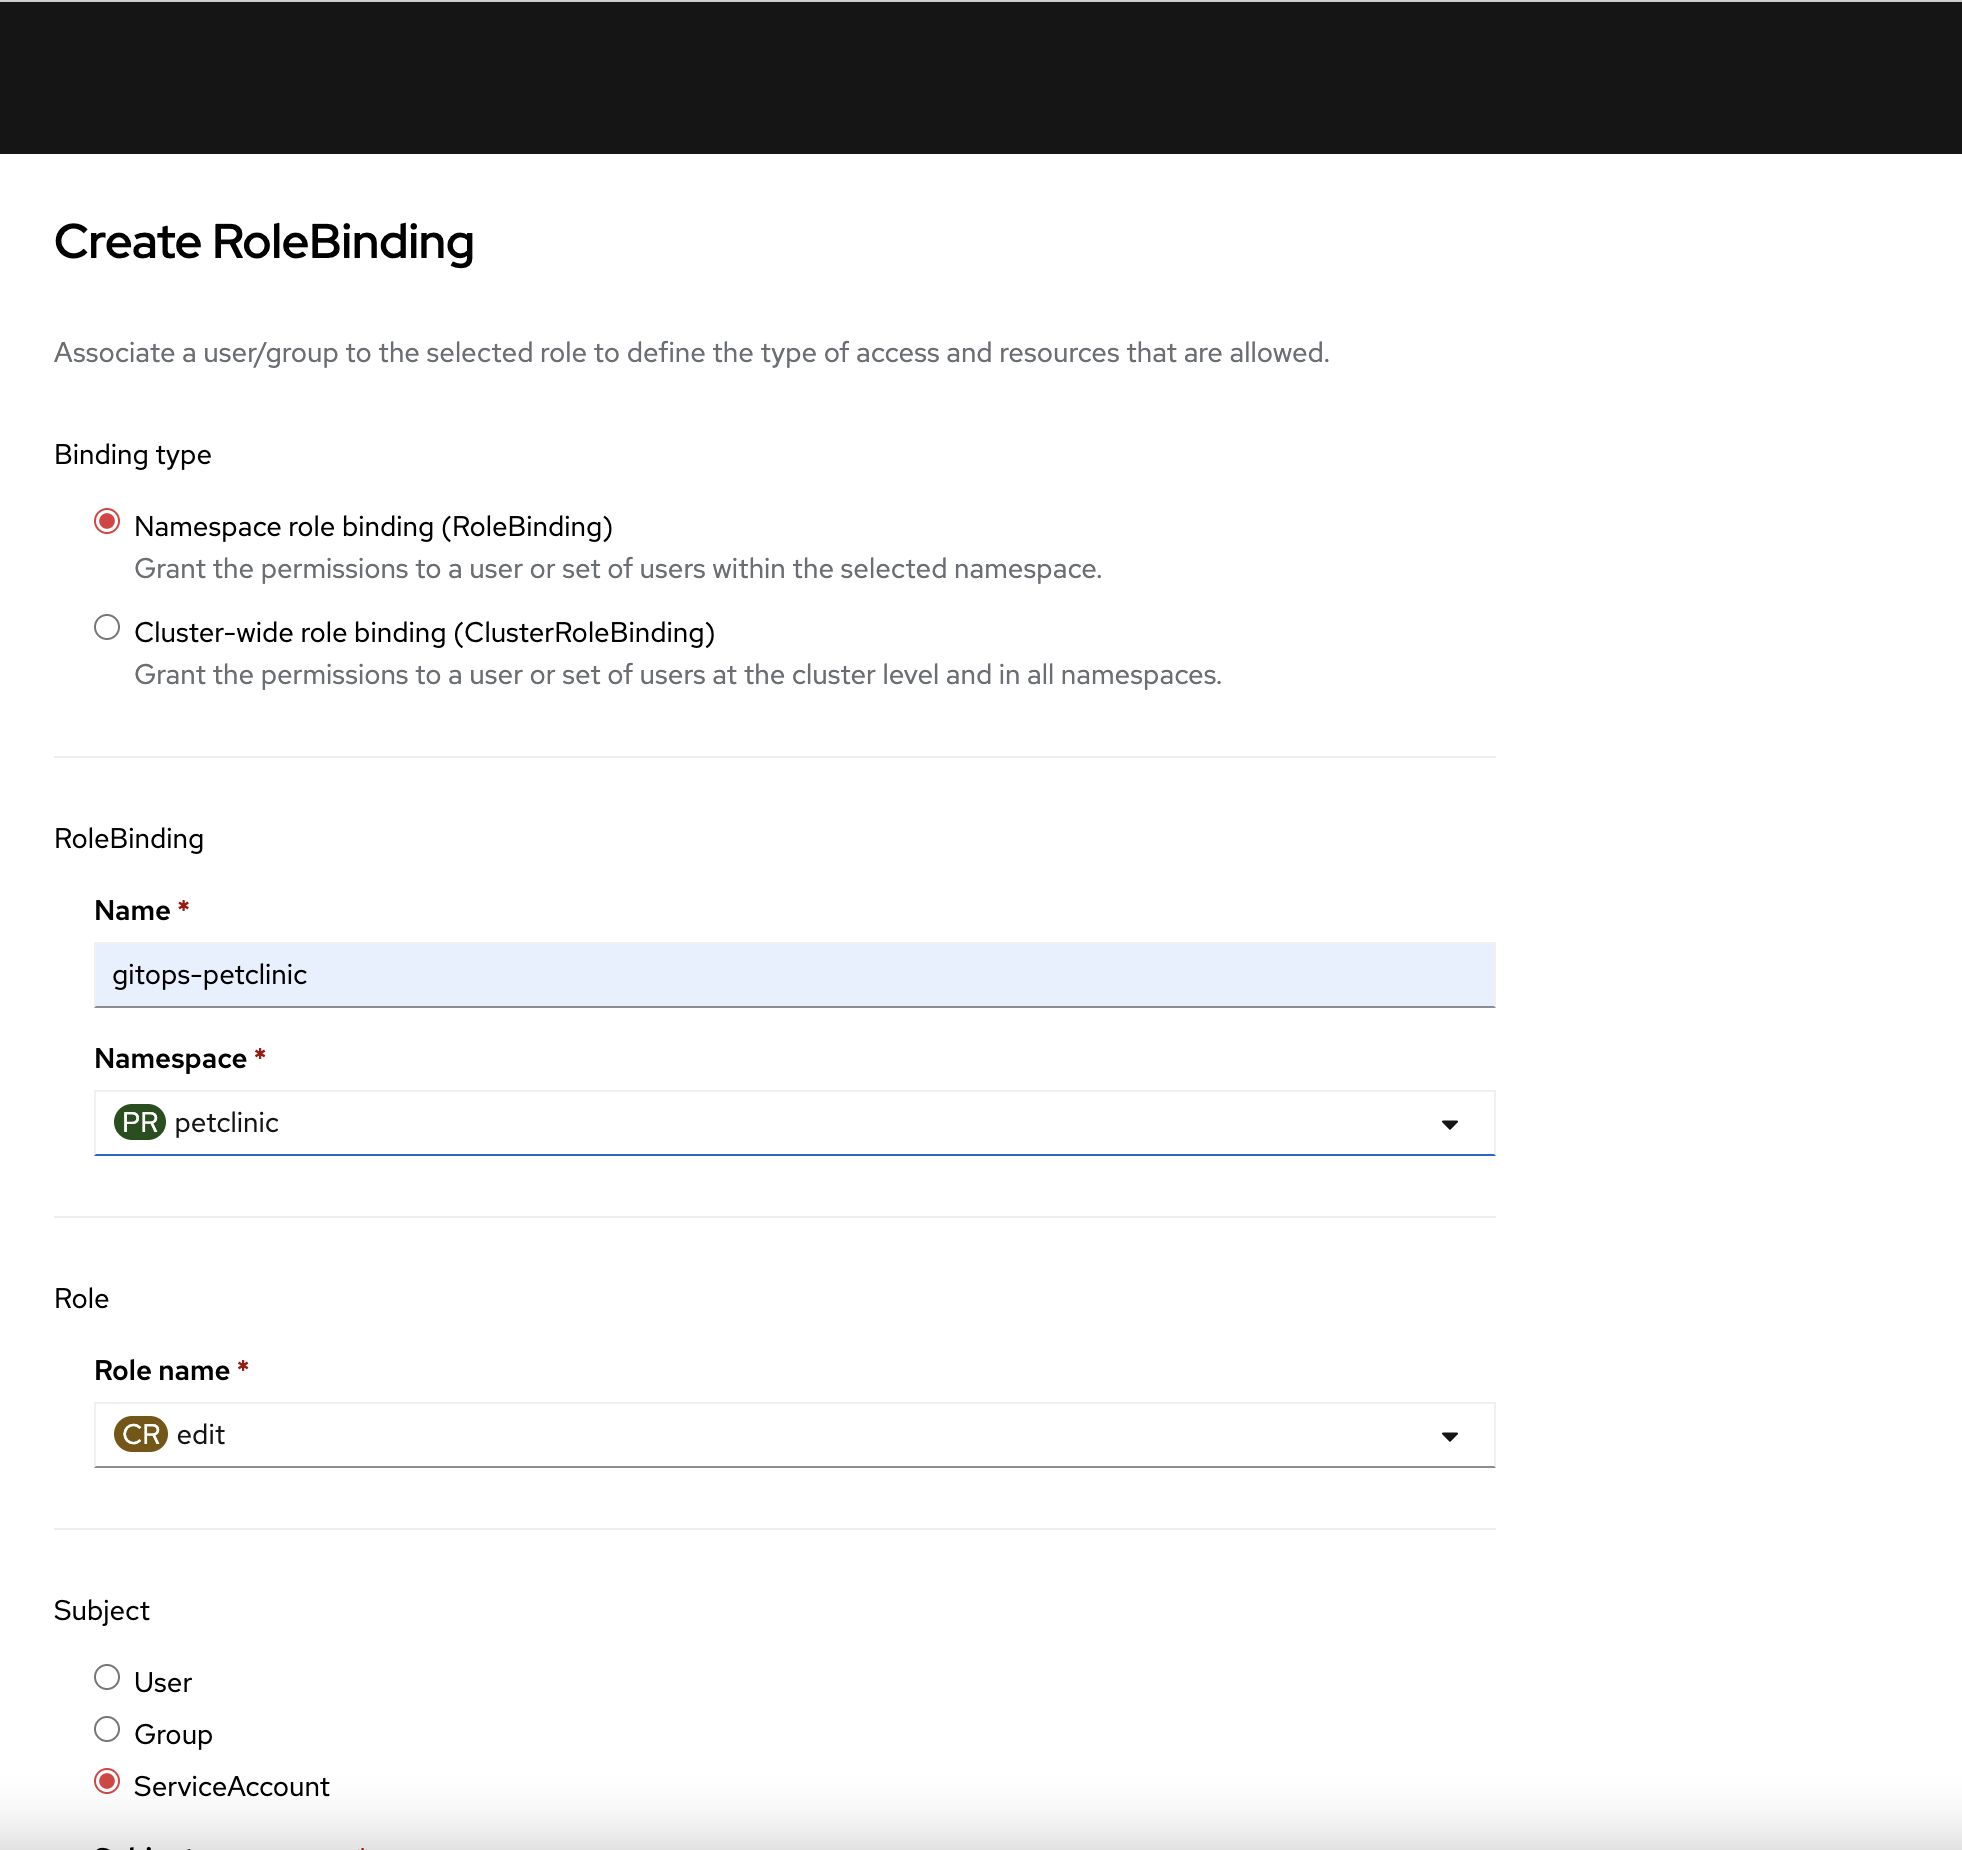 Create RoleBinding
Associate a user/group to the selected role to define the type of access and resources that are allowed.
Binding type
Namespace role binding (RoleBinding)
Grant the permissions to a user or set of users within the selected namespace.
Cluster-wide role binding (ClusterRoleBinding)
Grant the permissions to a user or set of users at the cluster level and in all namespaces.
RoleBinding
Name *
gitops-petclinic
Namespace *
PR petclinic
Role
Role name *
CR edit
Subject
User
Group
ServiceAccount